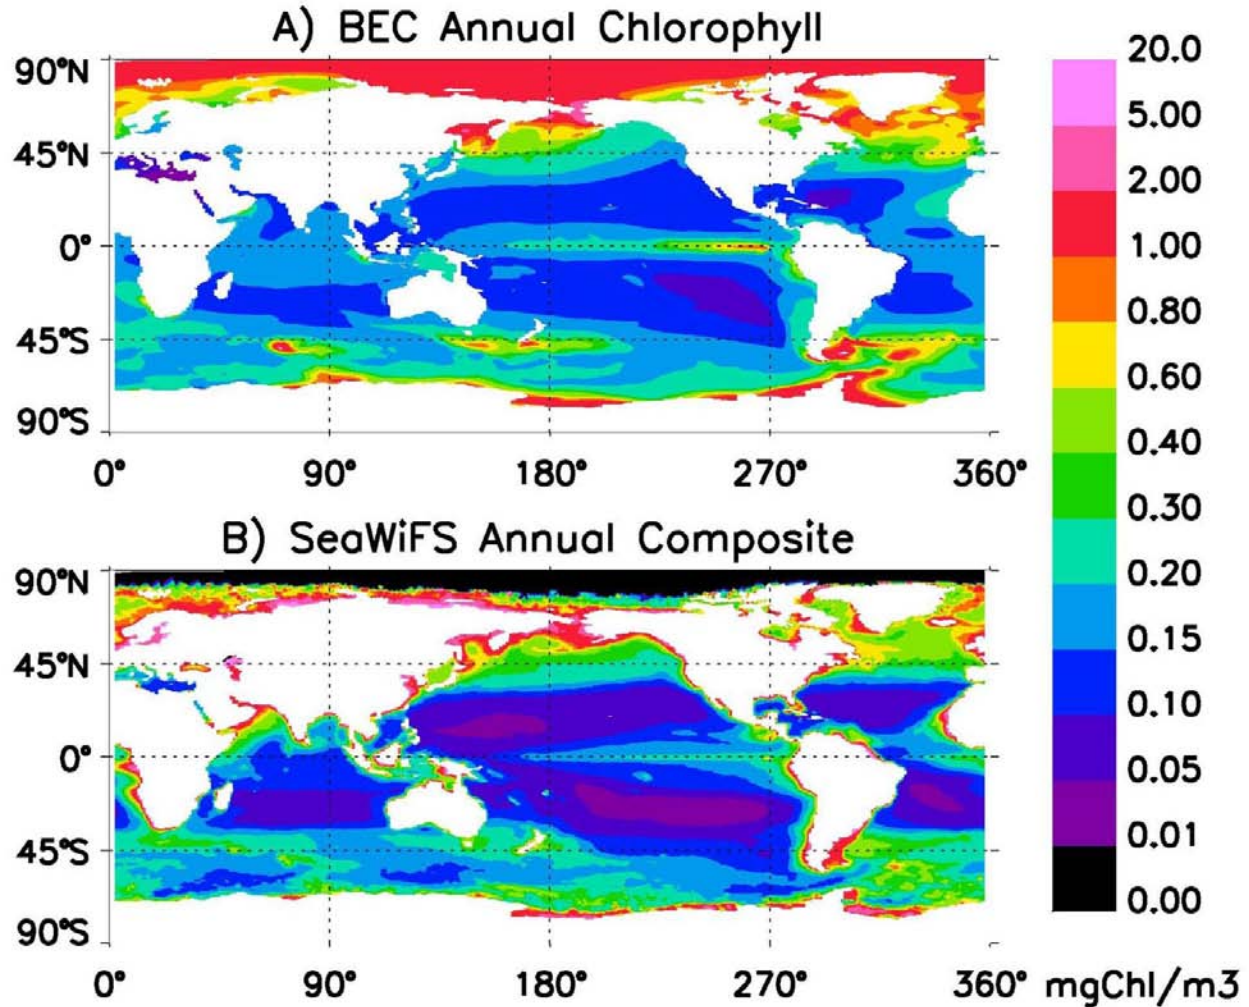 A) BEC Annual Chlorophyll
90°N
45°N
0°
45°S
90°S
0° 90° 180° 270° 360°
B) SeaWiFS Annual Composite
90°N
45°N
0°
45°S
90°S
0° 90° 180° 270° 360°
20.0
5.00
2.00
1.00
0.80
0.60
0.40
0.30
0.20
0.15
0.10
0.05
0.01
0.00
mgChl/m3